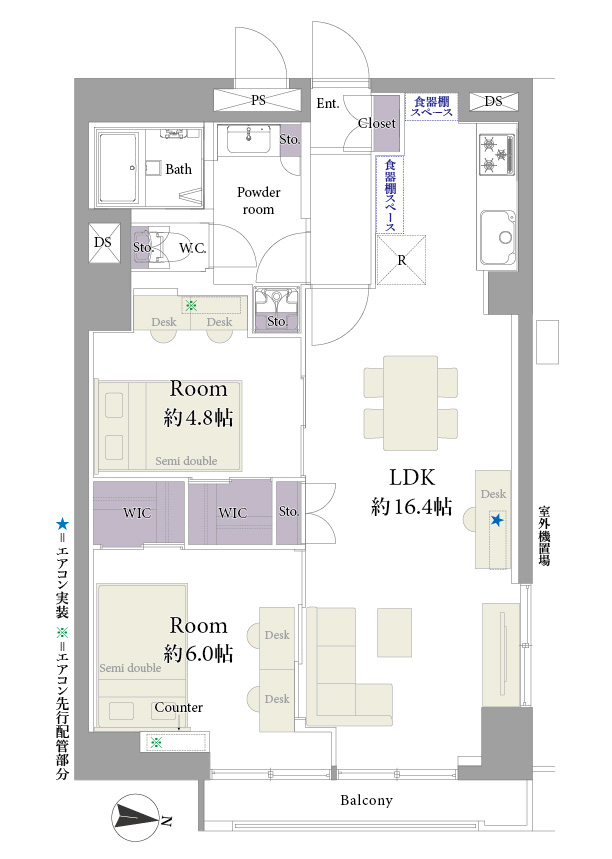 PS
Ent.
食器棚
スペース
DS
Closet
Sto.
Bath
食器棚スペース
Powder
room
DS
Sto.
W.C.
R
Sto.
Desk
Desk
Room
約4.8帖
Semi double
LDK
約16.4帖
Desk
WIC
WIC
Sto.
室外機置場
★=エアコン実装 ※=エアコン先行配管部分
Room
約6.0帖
Desk
Semi double
Desk
Counter
Balcony
N